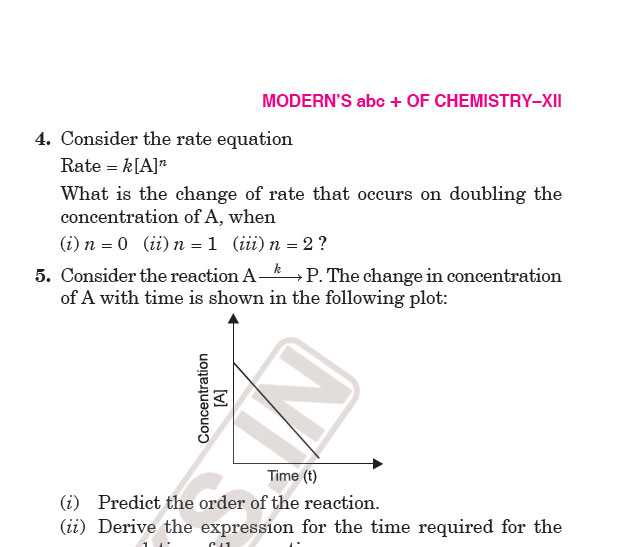 MODERN'S abc + OF CHEMISTRY–XII
4. Consider the rate equation
Rate = k[A]ⁿ
What is the change of rate that occurs on doubling the
concentration of A, when
(i) n = 0 (ii) n = 1 (iii) n = 2 ?
5. Consider the reaction A —k→ P. The change in concentration
of A with time is shown in the following plot:
Concentration
[A]
Time (t)
(i) Predict the order of the reaction.
(ii) Derive the expression for the time required for the